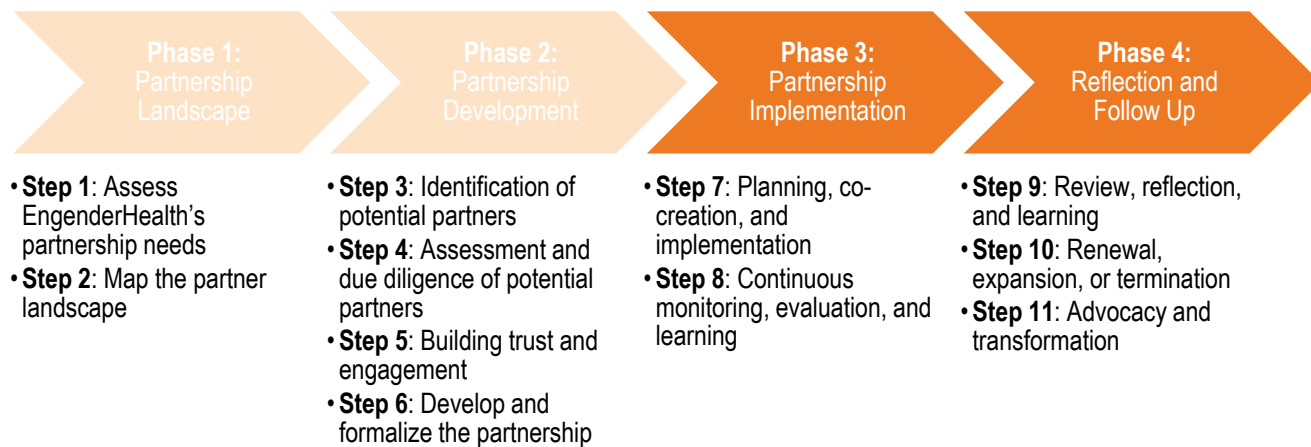 Phase 1:
Partnership
Landscape
Phase 2:
Partnership
Development
Phase 3:
Partnership
Implementation
Phase 4:
Reflection and
Follow Up
• Step 1: Assess
EngenderHealth’s
partnership needs
• Step 2: Map the partner
landscape
• Step 3: Identification of
potential partners
• Step 4: Assessment and
due diligence of potential
partners
• Step 5: Building trust and
engagement
• Step 6: Develop and
formalize the partnership
• Step 7: Planning, co-
creation, and
implementation
• Step 8: Continuous
monitoring, evaluation, and
learning
• Step 9: Review, reflection,
and learning
• Step 10: Renewal,
expansion, or termination
• Step 11: Advocacy and
transformation